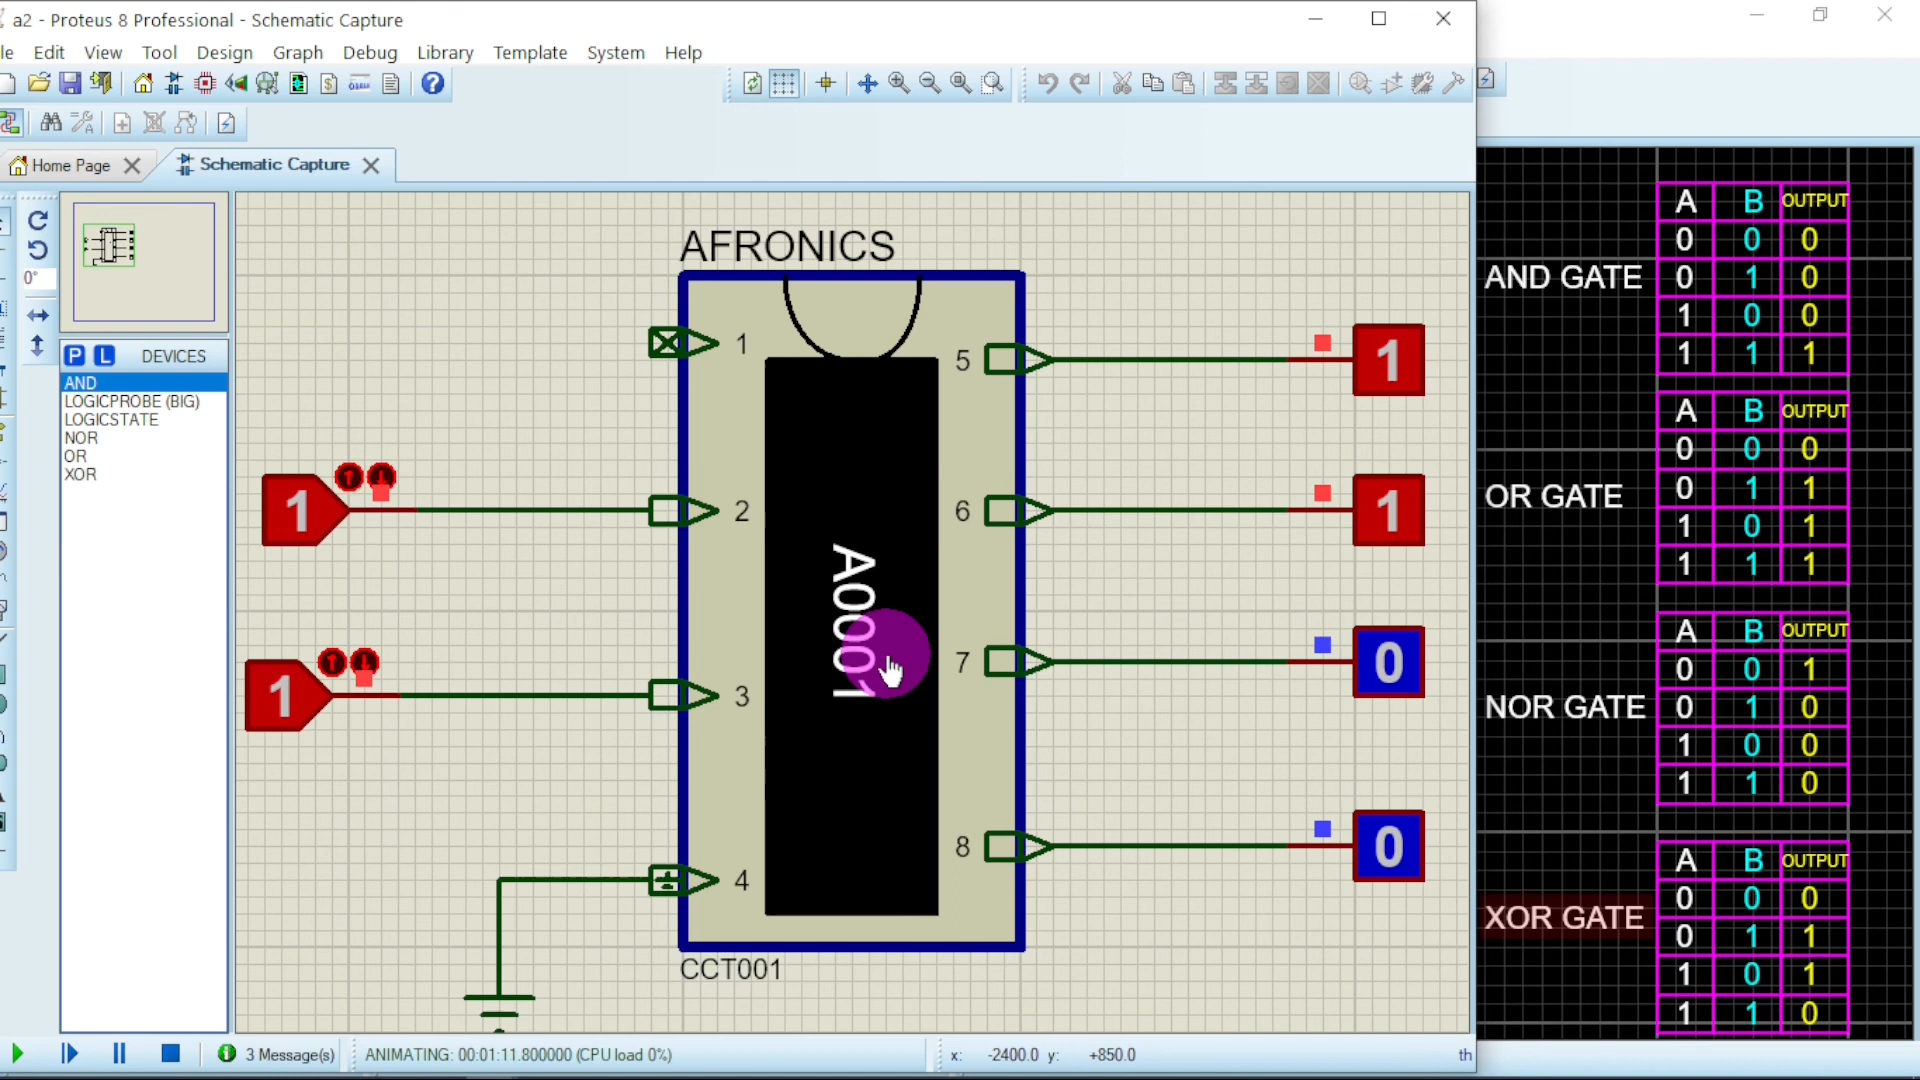 a2 - Proteus 8 Professional - Schematic Capture
le Edit View Tool Design Graph Debug Library Template System Help
Home Page
Schematic Capture
0°
P L DEVICES
AND
LOGICPROBE (BIG)
LOGICSTATE
NOR
OR
XOR
AFRONICS
1
2
3
4
5
6
7
8
1
1
1
1
0
0
A0001
CCT001
AND GATE
A B OUTPUT
0 0 0
0 1 0
1 0 0
1 1 1
OR GATE
A B OUTPUT
0 0 0
0 1 1
1 0 1
1 1 1
NOR GATE
A B OUTPUT
0 0 1
0 1 0
1 0 0
1 1 0
XOR GATE
A B OUTPUT
0 0 0
0 1 1
1 0 1
1 1 0
3 Message(s)
ANIMATING: 00:01:11.800000 (CPU load 0%)
x: -2400.0 y: +850.0
th